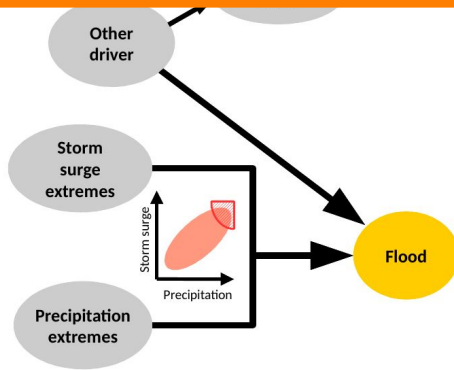 Other
driver
Storm
surge
extremes
Storm surge
Precipitation
Flood
Precipitation
extremes